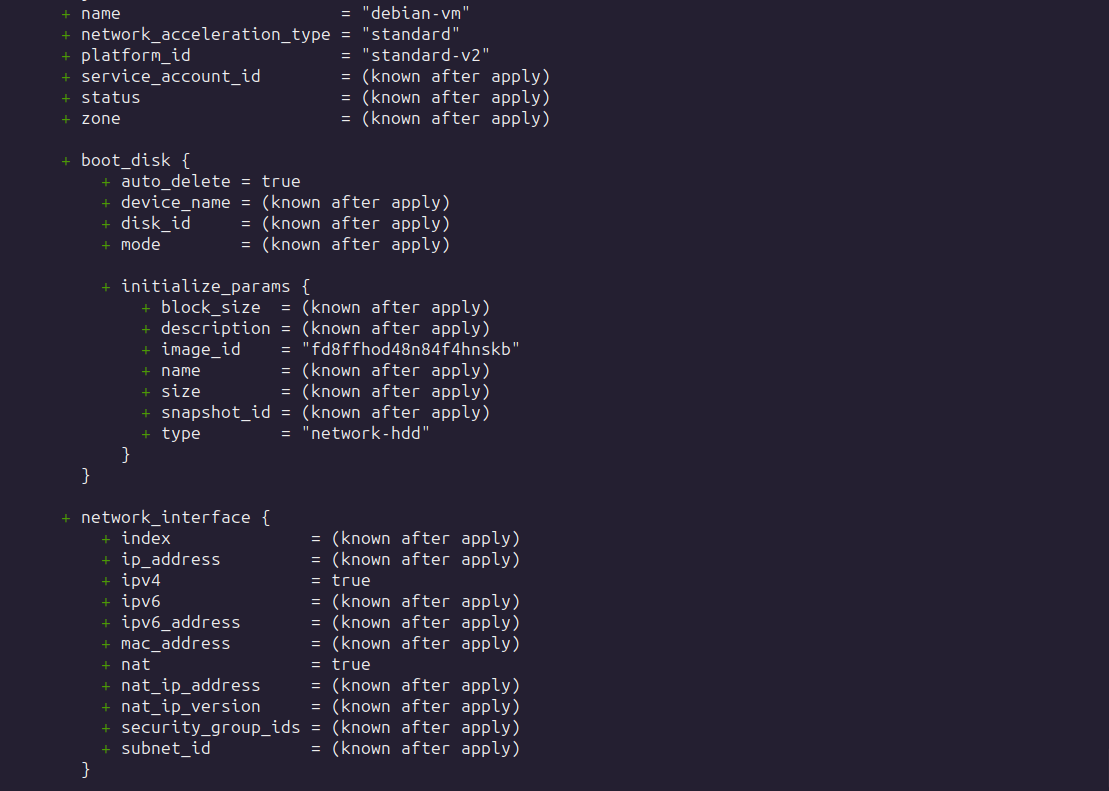 + name                      = "debian-vm"
+ network_acceleration_type = "standard"
+ platform_id               = "standard-v2"
+ service_account_id        = (known after apply)
+ status                    = (known after apply)
+ zone                      = (known after apply)

+ boot_disk {
    + auto_delete = true
    + device_name = (known after apply)
    + disk_id     = (known after apply)
    + mode        = (known after apply)

    + initialize_params {
        + block_size  = (known after apply)
        + description = (known after apply)
        + image_id    = "fd8ffhod48n84f4hnskb"
        + name        = (known after apply)
        + size        = (known after apply)
        + snapshot_id = (known after apply)
        + type        = "network-hdd"
      }
  }

+ network_interface {
    + index              = (known after apply)
    + ip_address         = (known after apply)
    + ipv4               = true
    + ipv6               = (known after apply)
    + ipv6_address       = (known after apply)
    + mac_address        = (known after apply)
    + nat                = true
    + nat_ip_address     = (known after apply)
    + nat_ip_version     = (known after apply)
    + security_group_ids = (known after apply)
    + subnet_id          = (known after apply)
  }